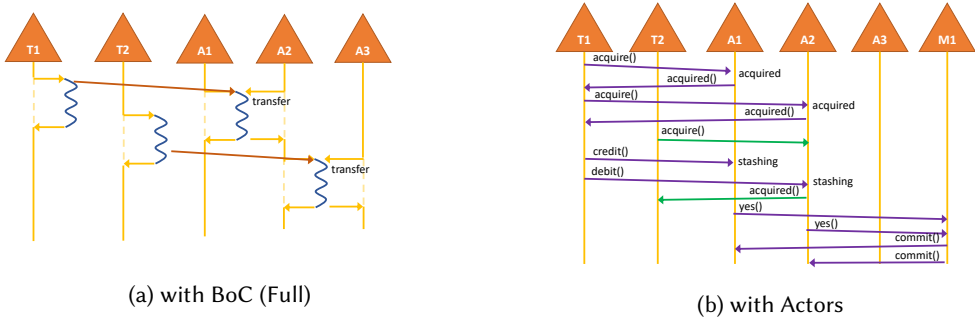 T1 T2 A1 A2 A3
transfer
transfer
(a) with BoC (Full)
T1 T2 A1 A2 A3 M1
acquire()
acquired
acquired()
acquire()
acquired
acquired()
acquire()
credit()
stashing
debit()
stashing
acquired()
yes()
yes()
commit()
commit()
(b) with Actors